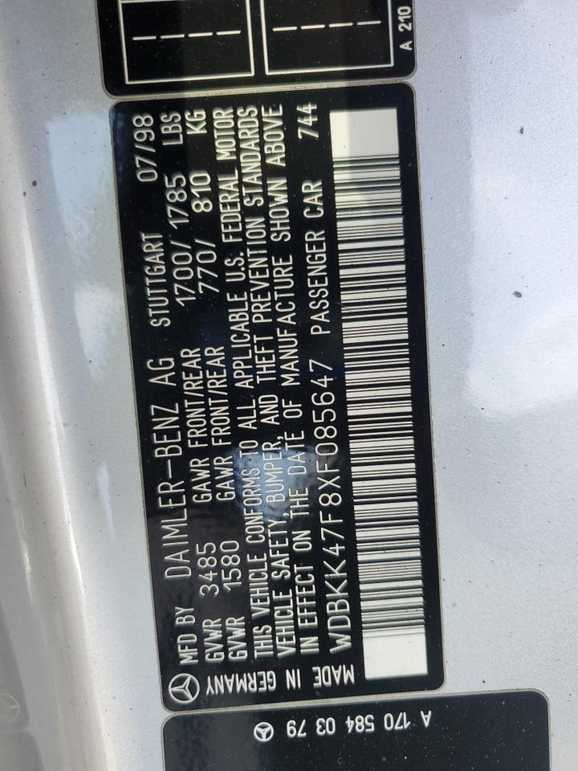 A 210
MFD BY DAIMLER-BENZ AG STUTTGART 07/98
GVWR 3485 GAWR FRONT/REAR 1700/ 1785 LBS
GVWR 1580 GAWR FRONT/REAR 770/ 810 KG
THIS VEHICLE CONFORMS TO ALL APPLICABLE U.S. FEDERAL MOTOR
VEHICLE SAFETY, BUMPER, AND THEFT PREVENTION STANDARDS
IN EFFECT ON THE DATE OF MANUFACTURE SHOWN ABOVE
WDBKK47F8XF085647 PASSENGER CAR 744
MADE IN GERMANY
A 170 584 03 79